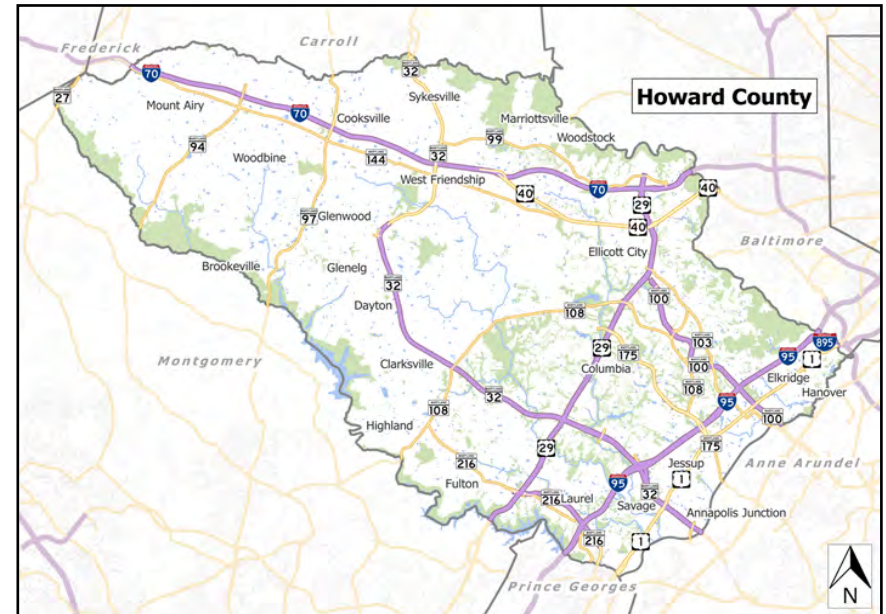 Frederick
Carroll
32
70
27
Mount Airy
70
Sykesville
Howard County
Cooksville
Marriottsville
94
99
Woodstock
Woodbine
144
32
West Friendship
70
40
40
29
97
Glenwood
40
Baltimore
Ellicott City
Brookeville
Glenelg
32
100
Dayton
108
103
895
29
175
95
1
Montgomery
Clarksville
Columbia
100
Elkridge
32
108
95
Hanover
108
100
Highland
29
175
216
Jessup
Anne Arundel
Fulton
95
1
216
Laurel
32
Savage
Annapolis Junction
216
1
Prince Georges
N